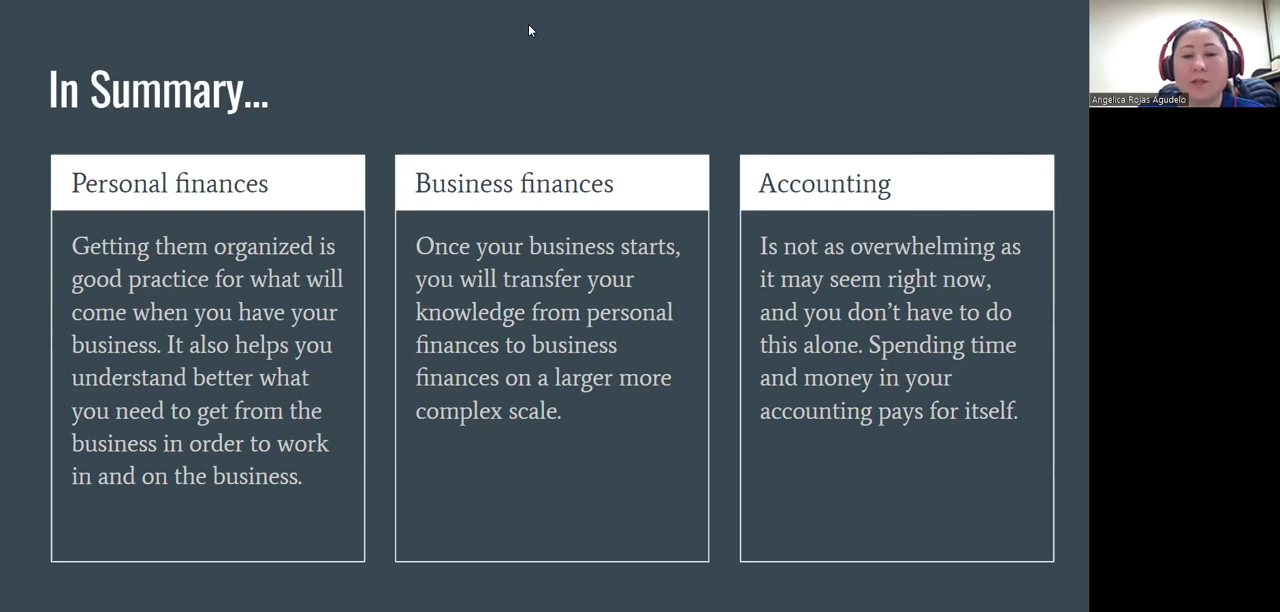 In Summary...
Personal finances
Getting them organized is
good practice for what will
come when you have your
business. It also helps you
understand better what
you need to get from the
business in order to work
in and on the business.
Business finances
Once your business starts,
you will transfer your
knowledge from personal
finances to business
finances on a larger more
complex scale.
Accounting
Is not as overwhelming as
it may seem right now,
and you don’t have to do
this alone. Spending time
and money in your
accounting pays for itself.
Angelica Rojas Agudelo